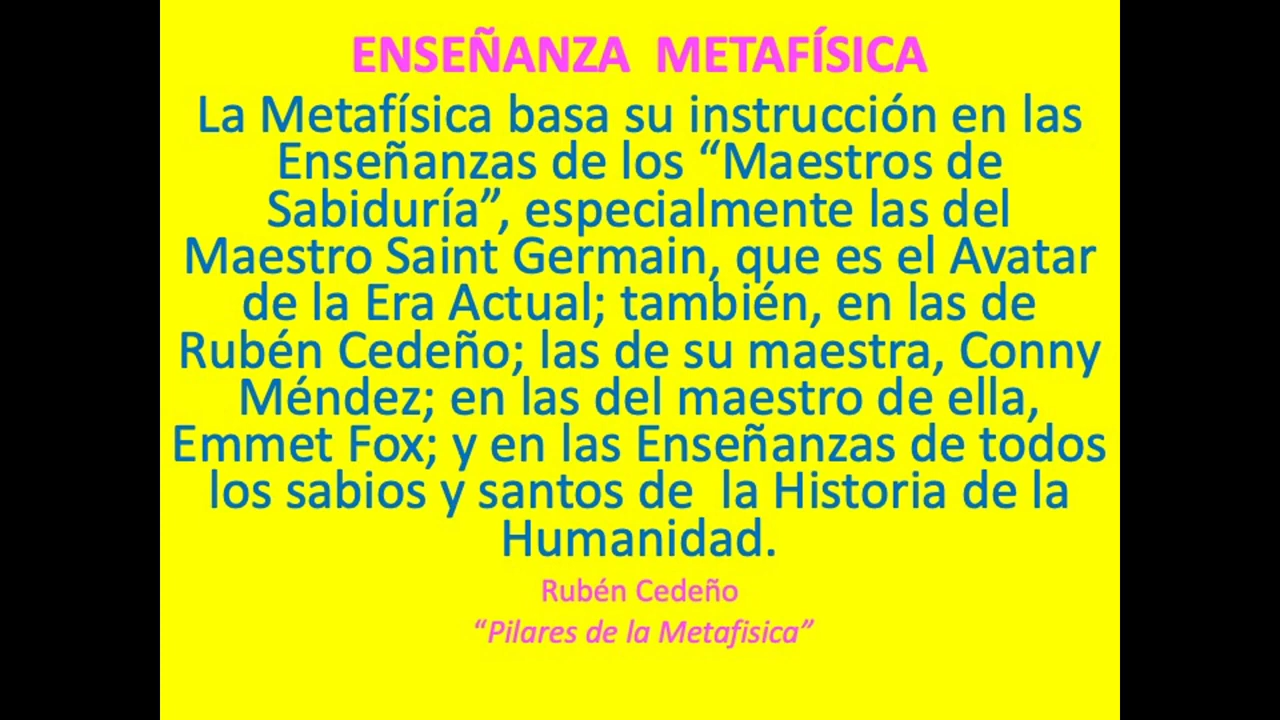 ENSEÑANZA  METAFÍSICA
La Metafísica basa su instrucción en las
Enseñanzas de los “Maestros de
Sabiduría”, especialmente las del
Maestro Saint Germain, que es el Avatar
de la Era Actual; también, en las de
Rubén Cedeño; las de su maestra, Conny
Méndez; en las del maestro de ella,
Emmet Fox; y en las Enseñanzas de todos
los sabios y santos de  la Historia de la
Humanidad.
Rubén Cedeño
“Pilares de la Metafisica”